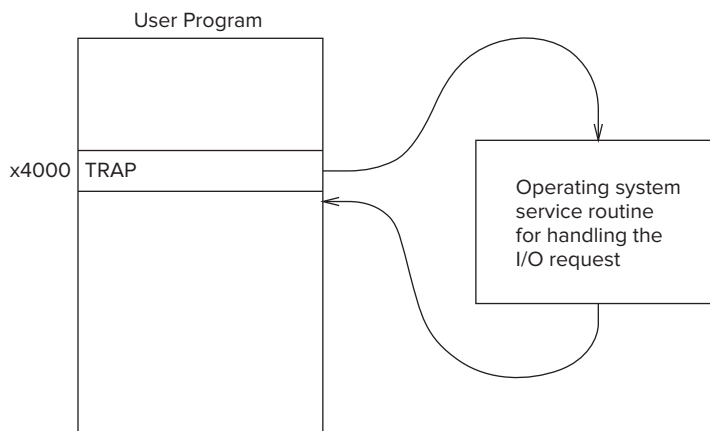 User Program
x4000 TRAP
Operating system
service routine
for handling the
I/O request